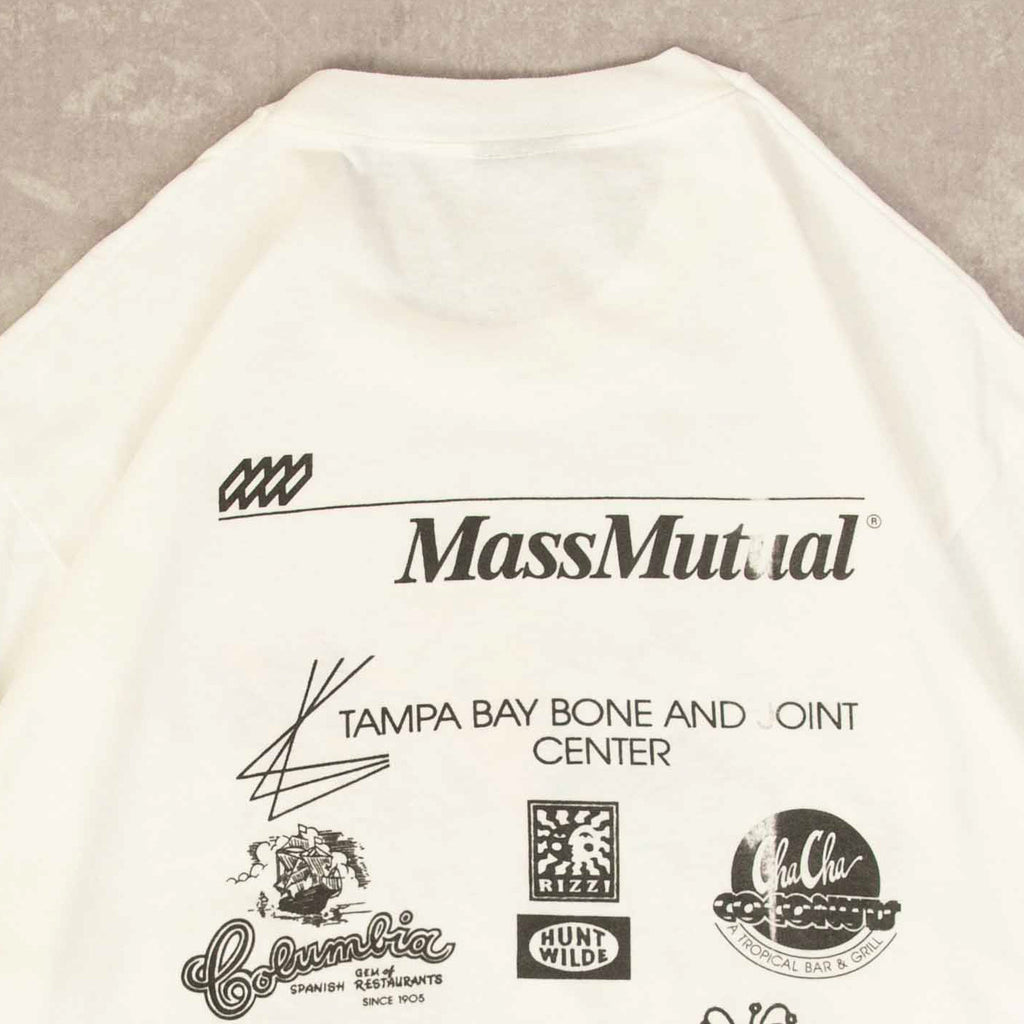 MassMutual®
TAMPA BAY BONE AND JOINT
CENTER
RIZZI
HUNT
WILDE
Cha Cha
COCONUTS
A TROPICAL BAR & GRILL
Columbia
GEM of
SPANISH RESTAURANTS
SINCE 1905